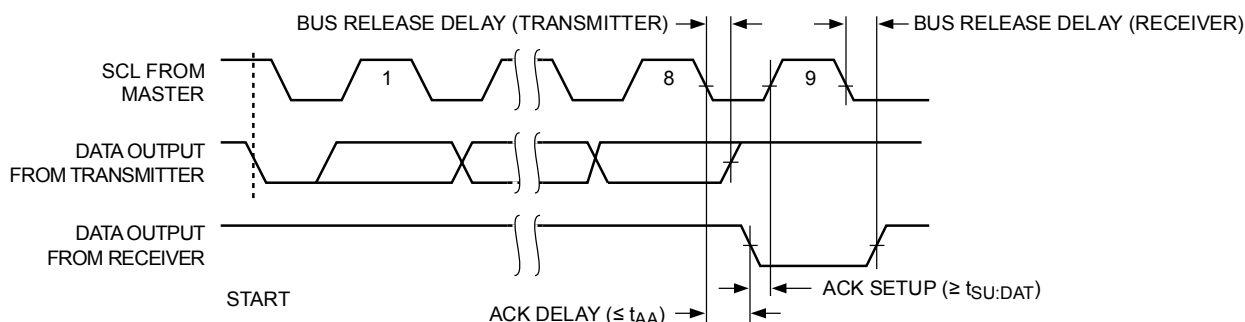 BUS RELEASE DELAY (TRANSMITTER)
BUS RELEASE DELAY (RECEIVER)
SCL FROM
MASTER
1
8
9
DATA OUTPUT
FROM TRANSMITTER
DATA OUTPUT
FROM RECEIVER
START
ACK SETUP (≥ tSU:DAT)
ACK DELAY (≤ tAA)